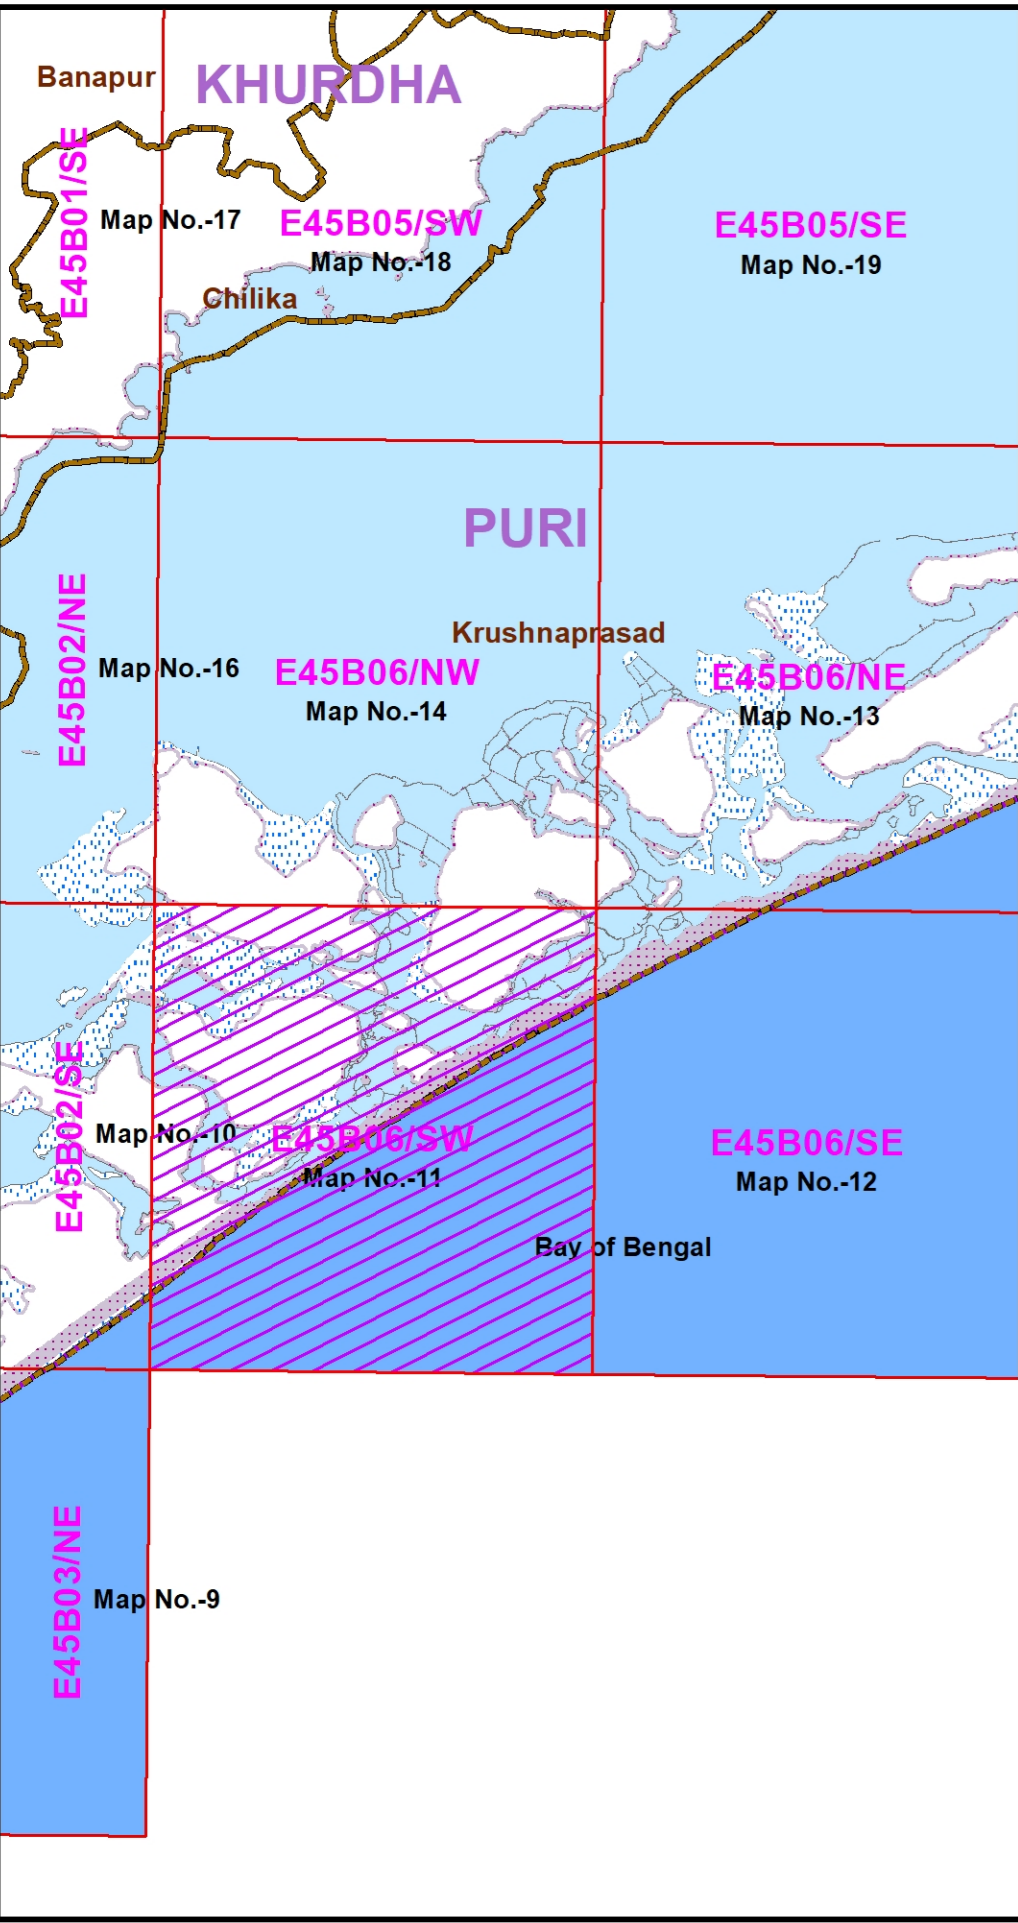 Banapur
KHURDHA
E45B01/SE
Map No.-17
E45B05/SW
Map No.-18
E45B05/SE
Map No.-19
Chilika
PURI
Krushnaprasad
E45B02/NE
Map No.-16
E45B06/NW
Map No.-14
E45B06/NE
Map No.-13
E45B02/SE
Map No.-10
E45B06/SW
Map No.-11
E45B06/SE
Map No.-12
Bay of Bengal
E45B03/NE
Map No.-9